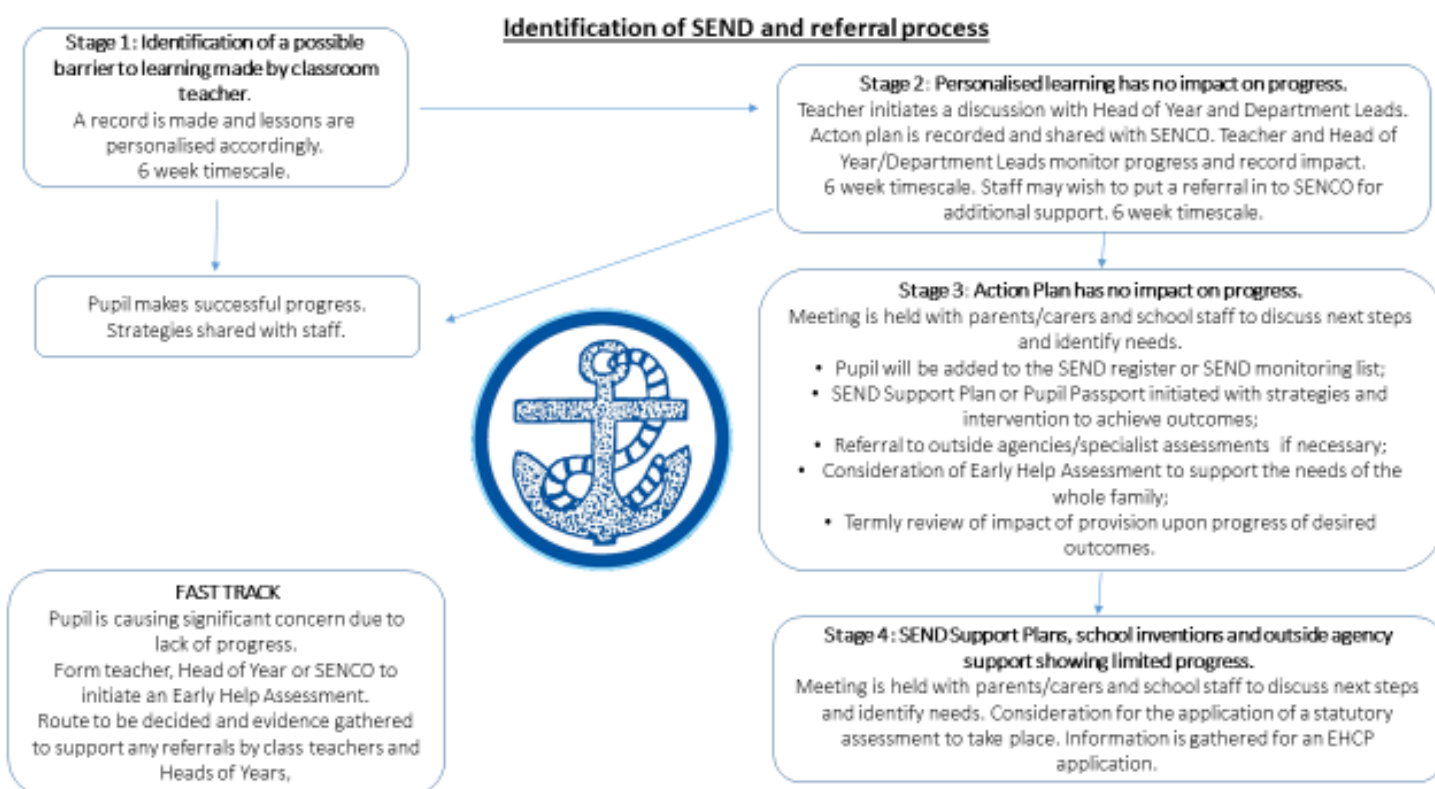 Identification of SEND and referral process
Stage 1: Identification of a possible
barrier to learning made by classroom
teacher.
A record is made and lessons are
personalised accordingly.
6 week timescale.
Stage 2: Personalised learning has no impact on progress.
Teacher initiates a discussion with Head of Year and Department Leads.
Acton plan is recorded and shared with SENCO. Teacher and Head of
Year/Department Leads monitor progress and record impact.
6 week timescale. Staff may wish to put a referral in to SENCO for
additional support. 6 week timescale.
Pupil makes successful progress.
Strategies shared with staff.
Stage 3: Action Plan has no impact on progress.
Meeting is held with parents/carers and school staff to discuss next steps
and identify needs.
• Pupil will be added to the SEND register or SEND monitoring list;
• SEND Support Plan or Pupil Passport initiated with strategies and
intervention to achieve outcomes;
• Referral to outside agencies/specialist assessments if necessary;
• Consideration of Early Help Assessment to support the needs of the
whole family;
• Termly review of impact of provision upon progress of desired
outcomes.
FAST TRACK
Pupil is causing significant concern due to
lack of progress.
Form teacher, Head of Year or SENCO to
initiate an Early Help Assessment.
Route to be decided and evidence gathered
to support any referrals by class teachers and
Heads of Years,
Stage 4: SEND Support Plans, school inventions and outside agency
support showing limited progress.
Meeting is held with parents/carers and school staff to discuss next steps
and identify needs. Consideration for the application of a statutory
assessment to take place. Information is gathered for an EHCP
application.